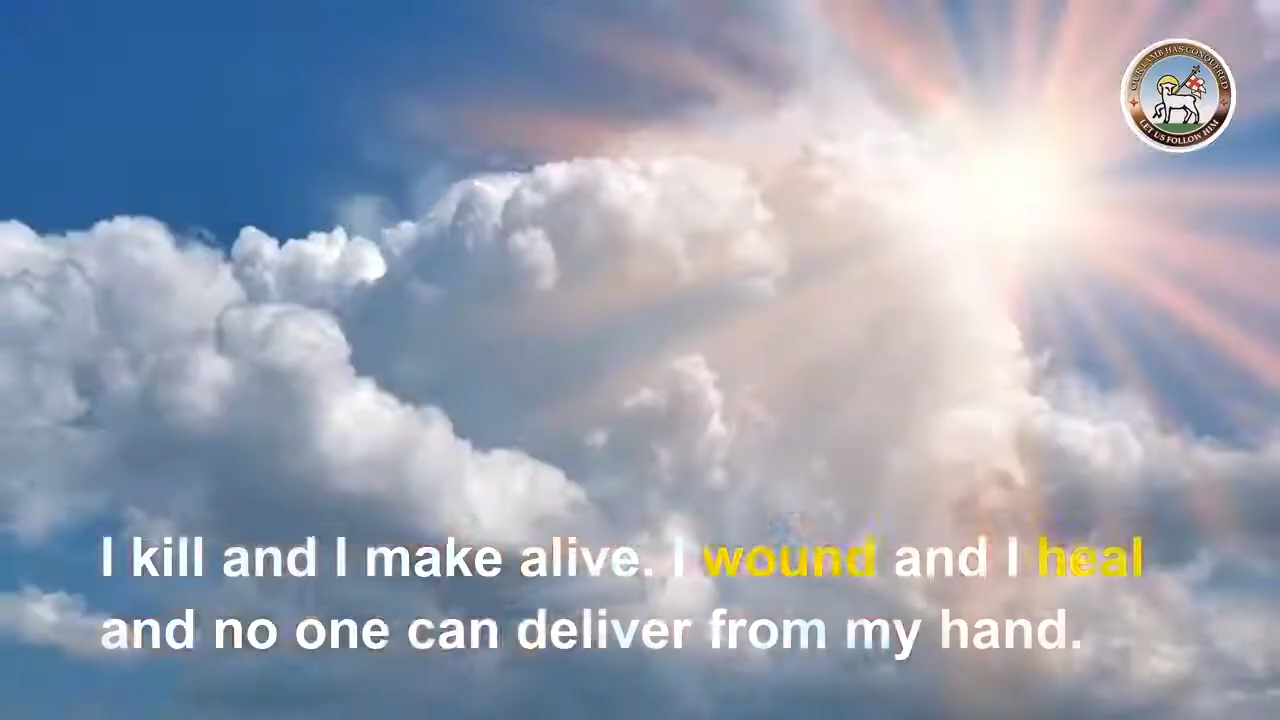 OUR LAMB HAS CONQUERED
LET US FOLLOW HIM
I kill and I make alive. I wound and I heal
and no one can deliver from my hand.